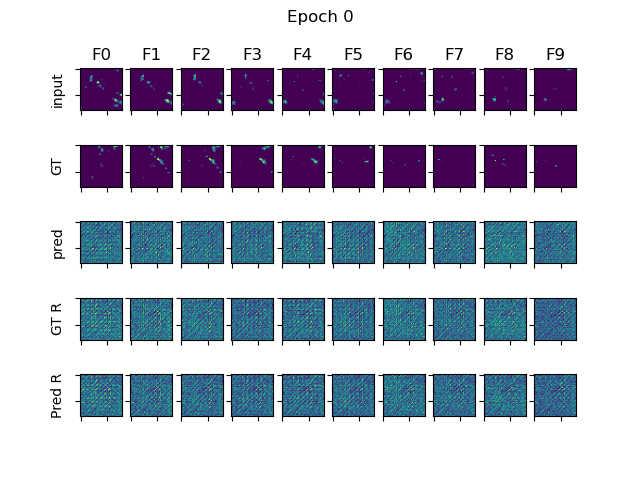 Epoch 0
F0 F1 F2 F3 F4 F5 F6 F7 F8 F9
input
GT
pred
GT R
Pred R